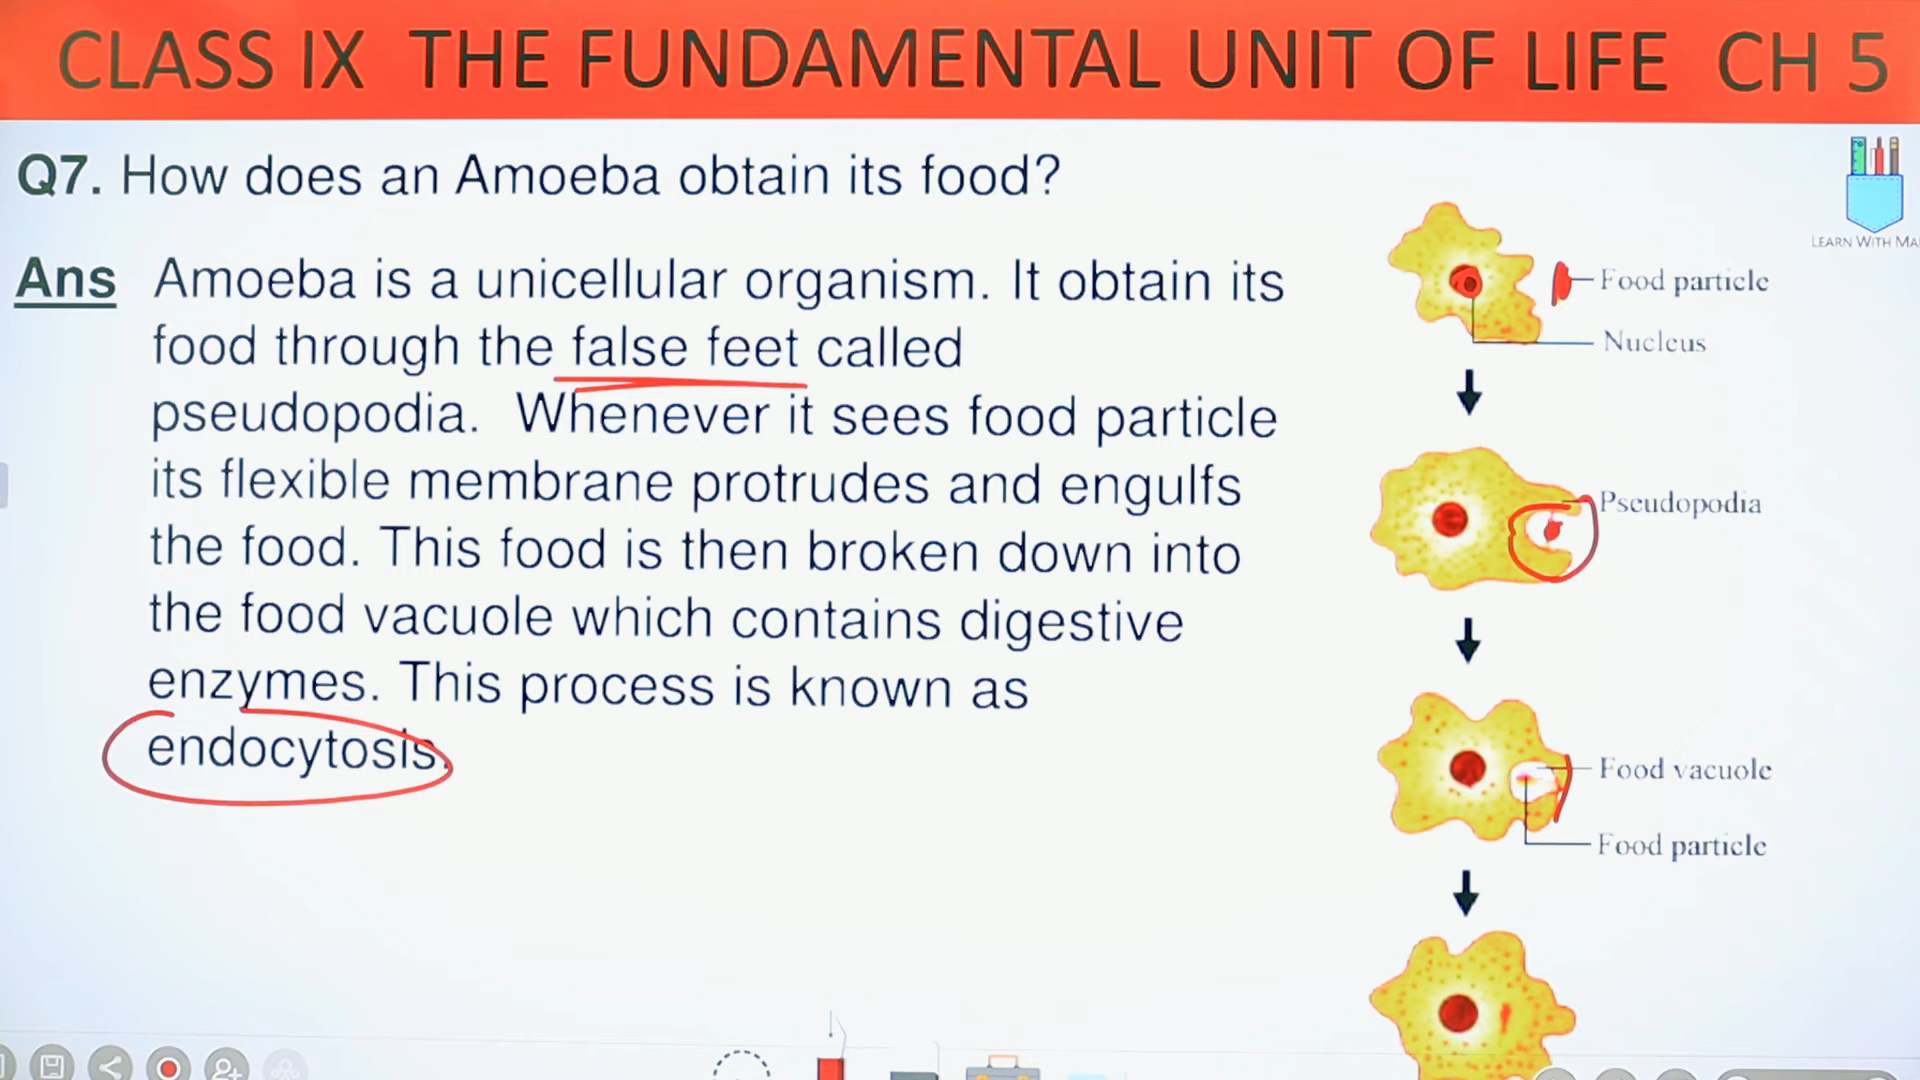 CLASS IX THE FUNDAMENTAL UNIT OF LIFE CH 5
Q7. How does an Amoeba obtain its food?
Ans Amoeba is a unicellular organism. It obtain its
food through the false feet called
pseudopodia. Whenever it sees food particle
its flexible membrane protrudes and engulfs
the food. This food is then broken down into
the food vacuole which contains digestive
enzymes. This process is known as
endocytosis.
LEARN WITH MA
Food particle
Nucleus
Pseudopodia
Food vacuole
Food particle